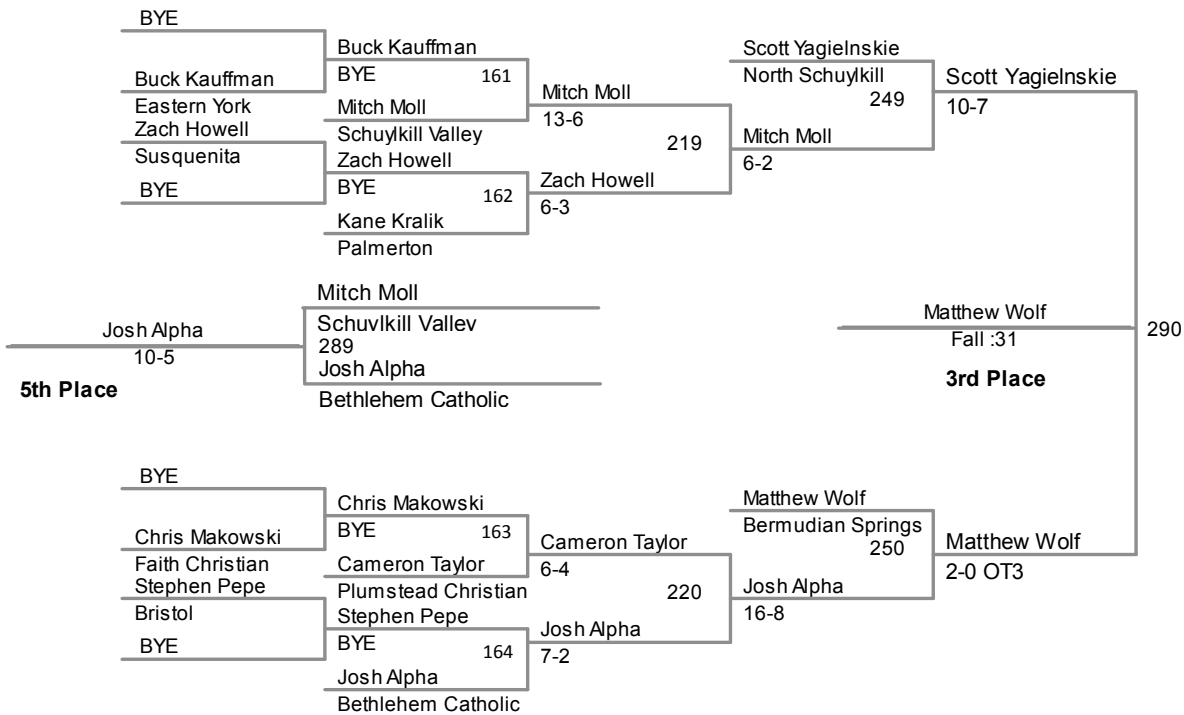 BYE
Buck Kauffman
Eastern York
Zach Howell
Susquenita
BYE
Buck Kauffman
BYE
161
Mitch Moll
Schuylkill Valley
Zach Howell
BYE
162
Kane Kralik
Palmerton
Mitch Moll
13-6
219
Zach Howell
6-3
Scott Yagielnskie
North Schuylkill
249
Mitch Moll
6-2
Scott Yagielnskie
10-7
Mitch Moll
Schuvlkill Vallev
289
Josh Alpha
Bethlehem Catholic
Josh Alpha
10-5
5th Place
Matthew Wolf
Fall :31
3rd Place
290
BYE
Chris Makowski
Faith Christian
Stephen Pepe
Bristol
BYE
Chris Makowski
BYE
163
Cameron Taylor
Plumstead Christian
Stephen Pepe
BYE
164
Josh Alpha
Bethlehem Catholic
Cameron Taylor
6-4
220
Josh Alpha
7-2
Matthew Wolf
Bermudian Springs
250
Josh Alpha
16-8
Matthew Wolf
2-0 OT3